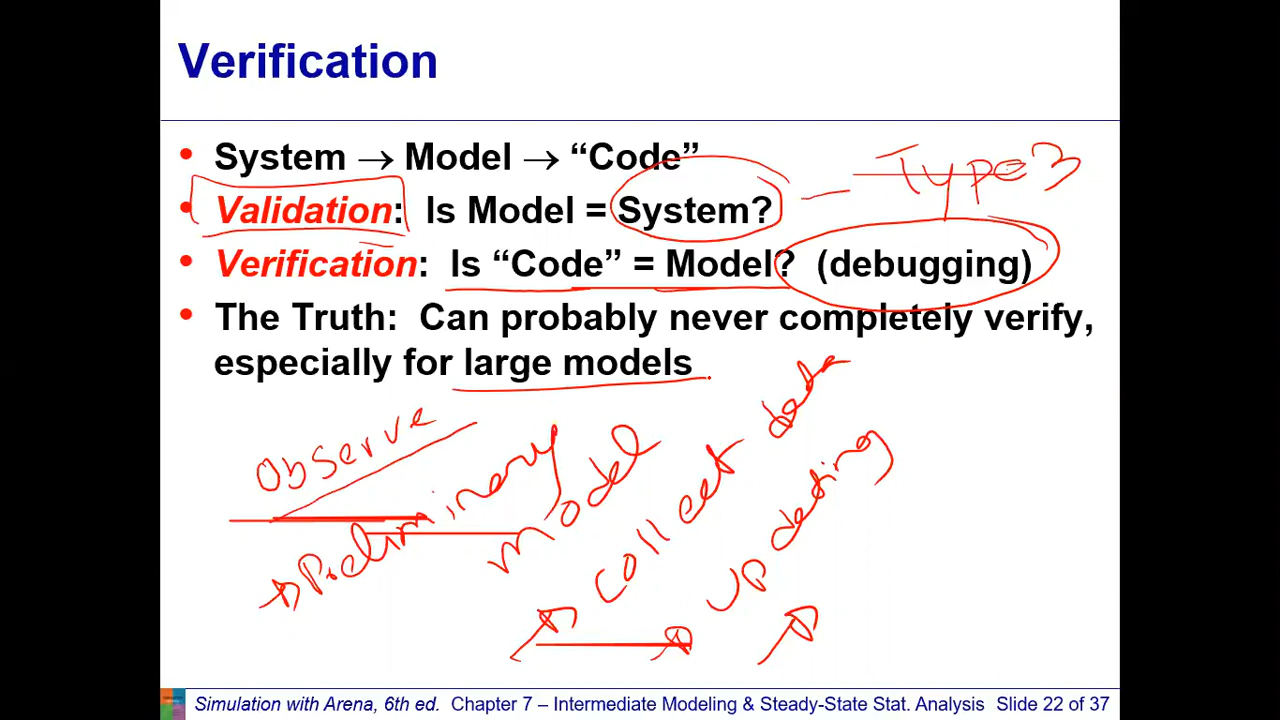 Verification
• System → Model → “Code”
Type 3
• Validation: Is Model = System?
• Verification: Is “Code” = Model? (debugging)
• The Truth: Can probably never completely verify,
especially for large models
Observe
Preliminary
Model
Collect data
Updating
Simulation with Arena, 6th ed. Chapter 7 – Intermediate Modeling & Steady-State Stat. Analysis Slide 22 of 37